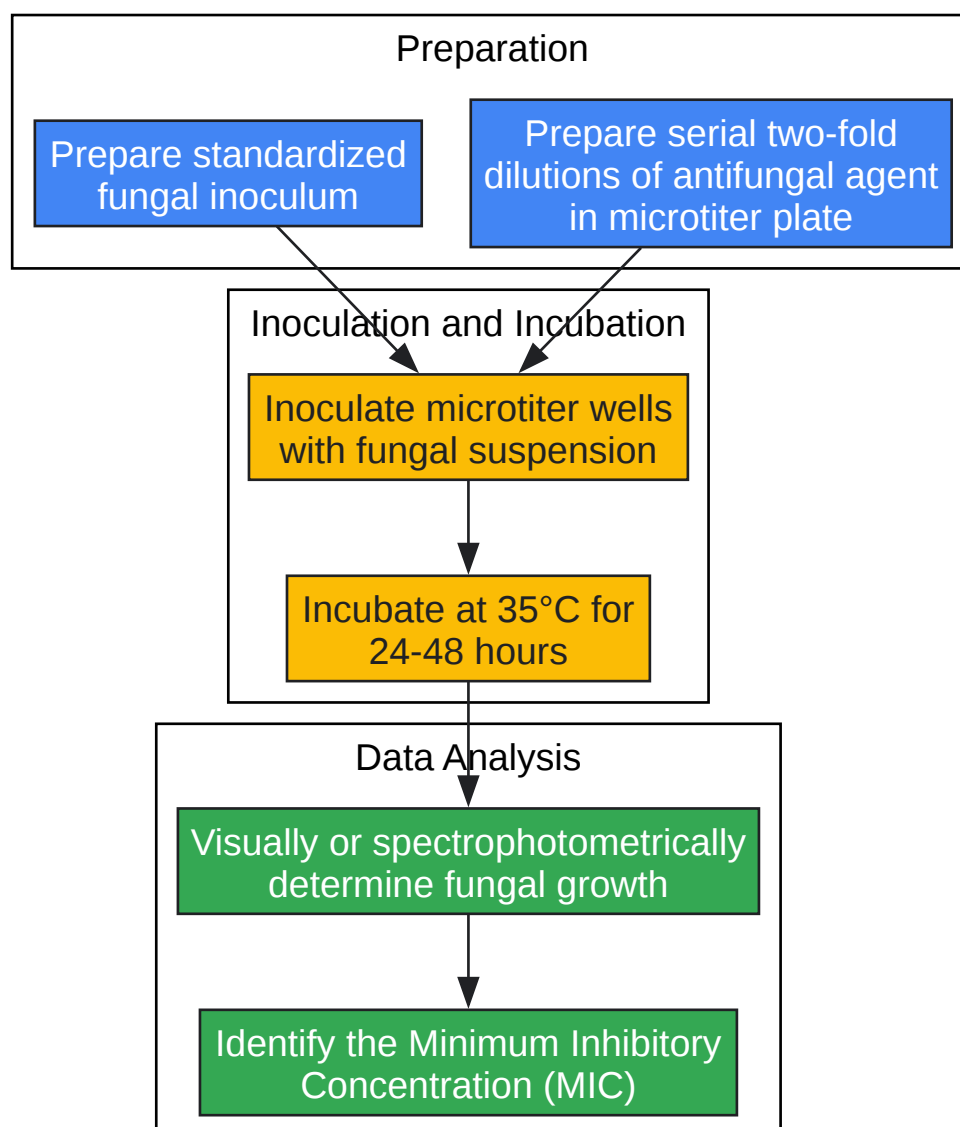 Preparation
Prepare standardized
fungal inoculum
Prepare serial two-fold
dilutions of antifungal agent
in microtiter plate
Inoculation and Incubation
Inoculate microtiter wells
with fungal suspension
Incubate at 35°C for
24-48 hours
Data Analysis
Visually or spectrophotometrically
determine fungal growth
Identify the Minimum Inhibitory
Concentration (MIC)